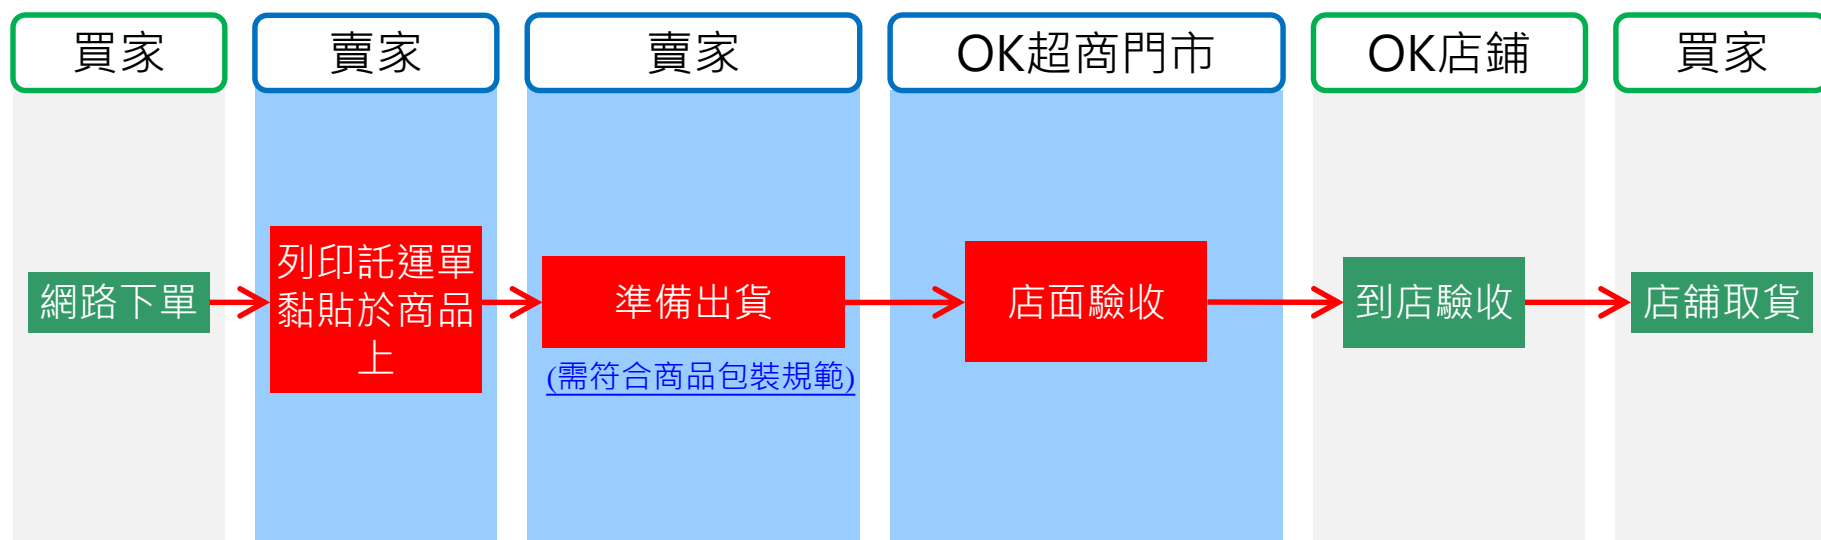 買家
賣家
賣家
OK超商門市
OK店鋪
買家
網路下單
列印託運單
黏貼於商品
上
準備出貨
(需符合商品包裝規範)
店面驗收
到店驗收
店舖取貨